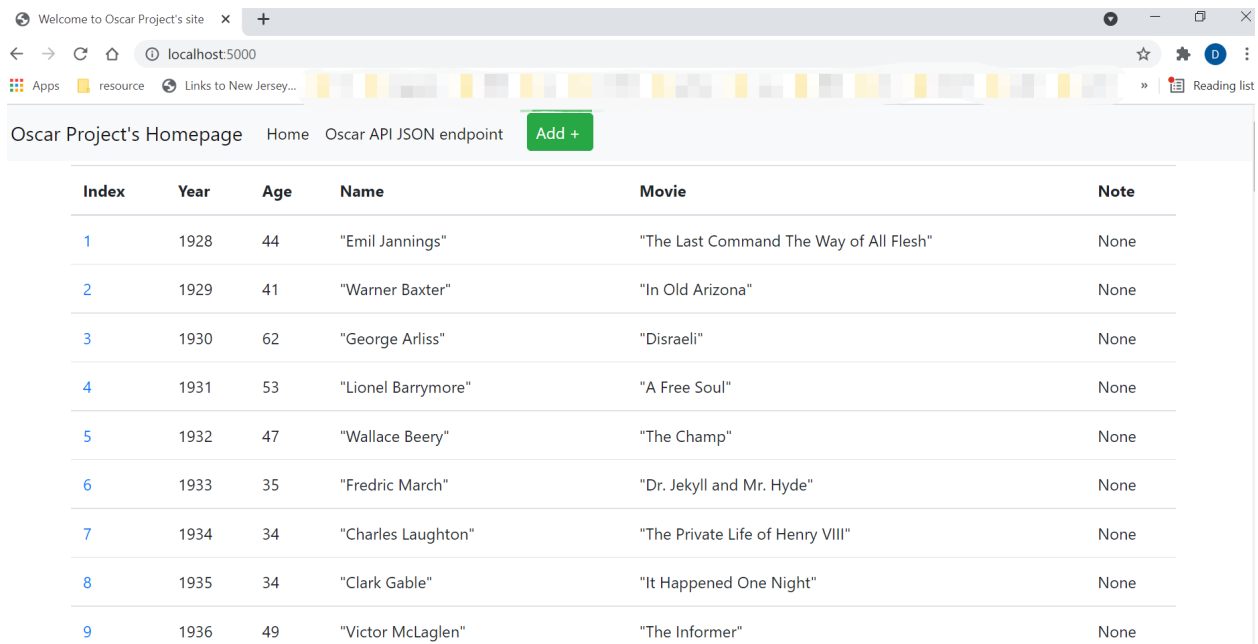 Welcome to Oscar Project's site
localhost:5000
D
Apps resource Links to New Jersey... » Reading list
Oscar Project's Homepage Home Oscar API JSON endpoint Add +
Index Year Age Name Movie Note
1 1928 44 "Emil Jannings" "The Last Command The Way of All Flesh" None
2 1929 41 "Warner Baxter" "In Old Arizona" None
3 1930 62 "George Arliss" "Disraeli" None
4 1931 53 "Lionel Barrymore" "A Free Soul" None
5 1932 47 "Wallace Beery" "The Champ" None
6 1933 35 "Fredric March" "Dr. Jekyll and Mr. Hyde" None
7 1934 34 "Charles Laughton" "The Private Life of Henry VIII" None
8 1935 34 "Clark Gable" "It Happened One Night" None
9 1936 49 "Victor McLaglen" "The Informer" None